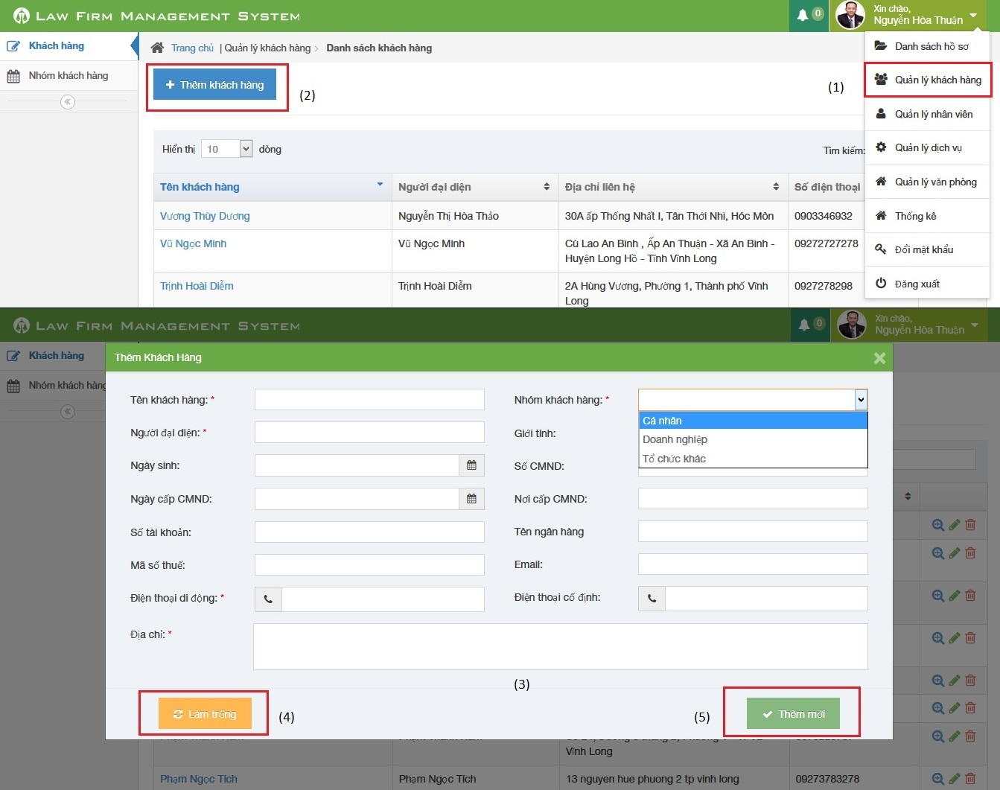 LAW FIRM MANAGEMENT SYSTEM
0
Xin chào,
Nguyễn Hòa Thuận
Khách hàng
Nhóm khách hàng
Trang chủ | Quản lý khách hàng > Danh sách khách hàng
Danh sách hồ sơ
Quản lý khách hàng
Quản lý nhân viên
Quản lý dịch vụ
Quản lý văn phòng
Thống kê
Đổi mật khẩu
Đăng xuất
+ Thêm khách hàng
(2)
(1)
Hiển thị 10 dòng
Tìm kiếm:
Tên khách hàng Người đại diện Địa chỉ liên hệ Số điện thoại
Vương Thùy Dương Nguyễn Thị Hòa Thảo 30A ấp Thống Nhất I, Tân Thới Nhì, Hóc Môn 0903346932
Vũ Ngọc Minh Vũ Ngọc Minh Cù Lao An Bình , Ấp An Thuận - Xã An Bình - 09272727278
Huyện Long Hồ - Tỉnh Vĩnh Long
Trịnh Hoài Diễm Trịnh Hoài Diễm 2A Hùng Vương, Phường 1, Thành phố Vĩnh 0927278298
Long
LAW FIRM MANAGEMENT SYSTEM
0
Xin chào,
Nguyễn Hòa Thuận
Khách hàng
Nhóm khách hàng
Thêm Khách Hàng
Tên khách hàng: *
Nhóm khách hàng: *
Cá nhân
Doanh nghiệp
Tổ chức khác
Người đại diện: *
Giới tính:
Ngày sinh:
Số CMND:
Ngày cấp CMND:
Nơi cấp CMND:
Số tài khoản:
Tên ngân hàng
Mã số thuế:
Email:
Điện thoại di động: *
Điện thoại cố định:
Địa chỉ: *
(3)
Làm trống
(4)
(5)
Thêm mới
Vĩnh Long
Phạm Ngọc Tích Phạm Ngọc Tích 13 nguyen hue phuong 2 tp vinh long 09273783278